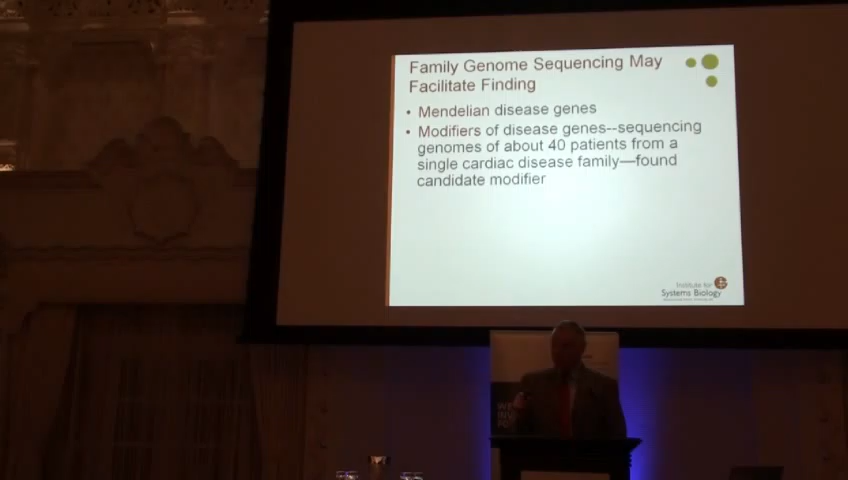 Family Genome Sequencing May
Facilitate Finding
• Mendelian disease genes
• Modifiers of disease genes--sequencing
genomes of about 40 patients from a
single cardiac disease family—found
candidate modifier
Institute for
Systems Biology